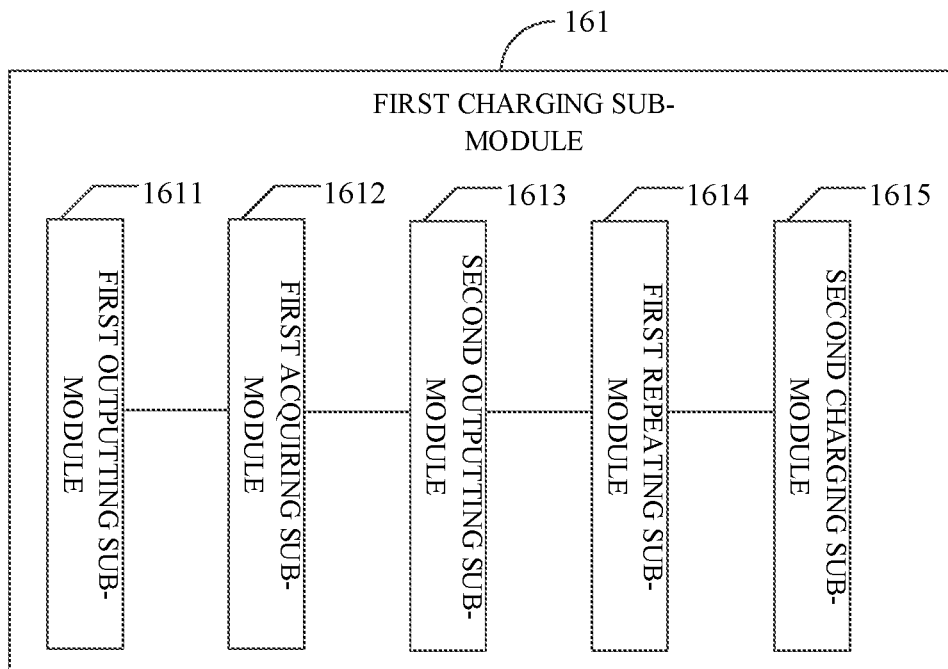 161
FIRST CHARGING SUB-
MODULE
1611
1612
1613
1614
1615
FIRST OUTPUTTING SUB-
MODULE
FIRST ACQUIRING SUB-
MODULE
SECOND OUTPUTTING SUB-
MODULE
FIRST REPEATING SUB-
MODULE
SECOND CHARGING SUB-
MODULE